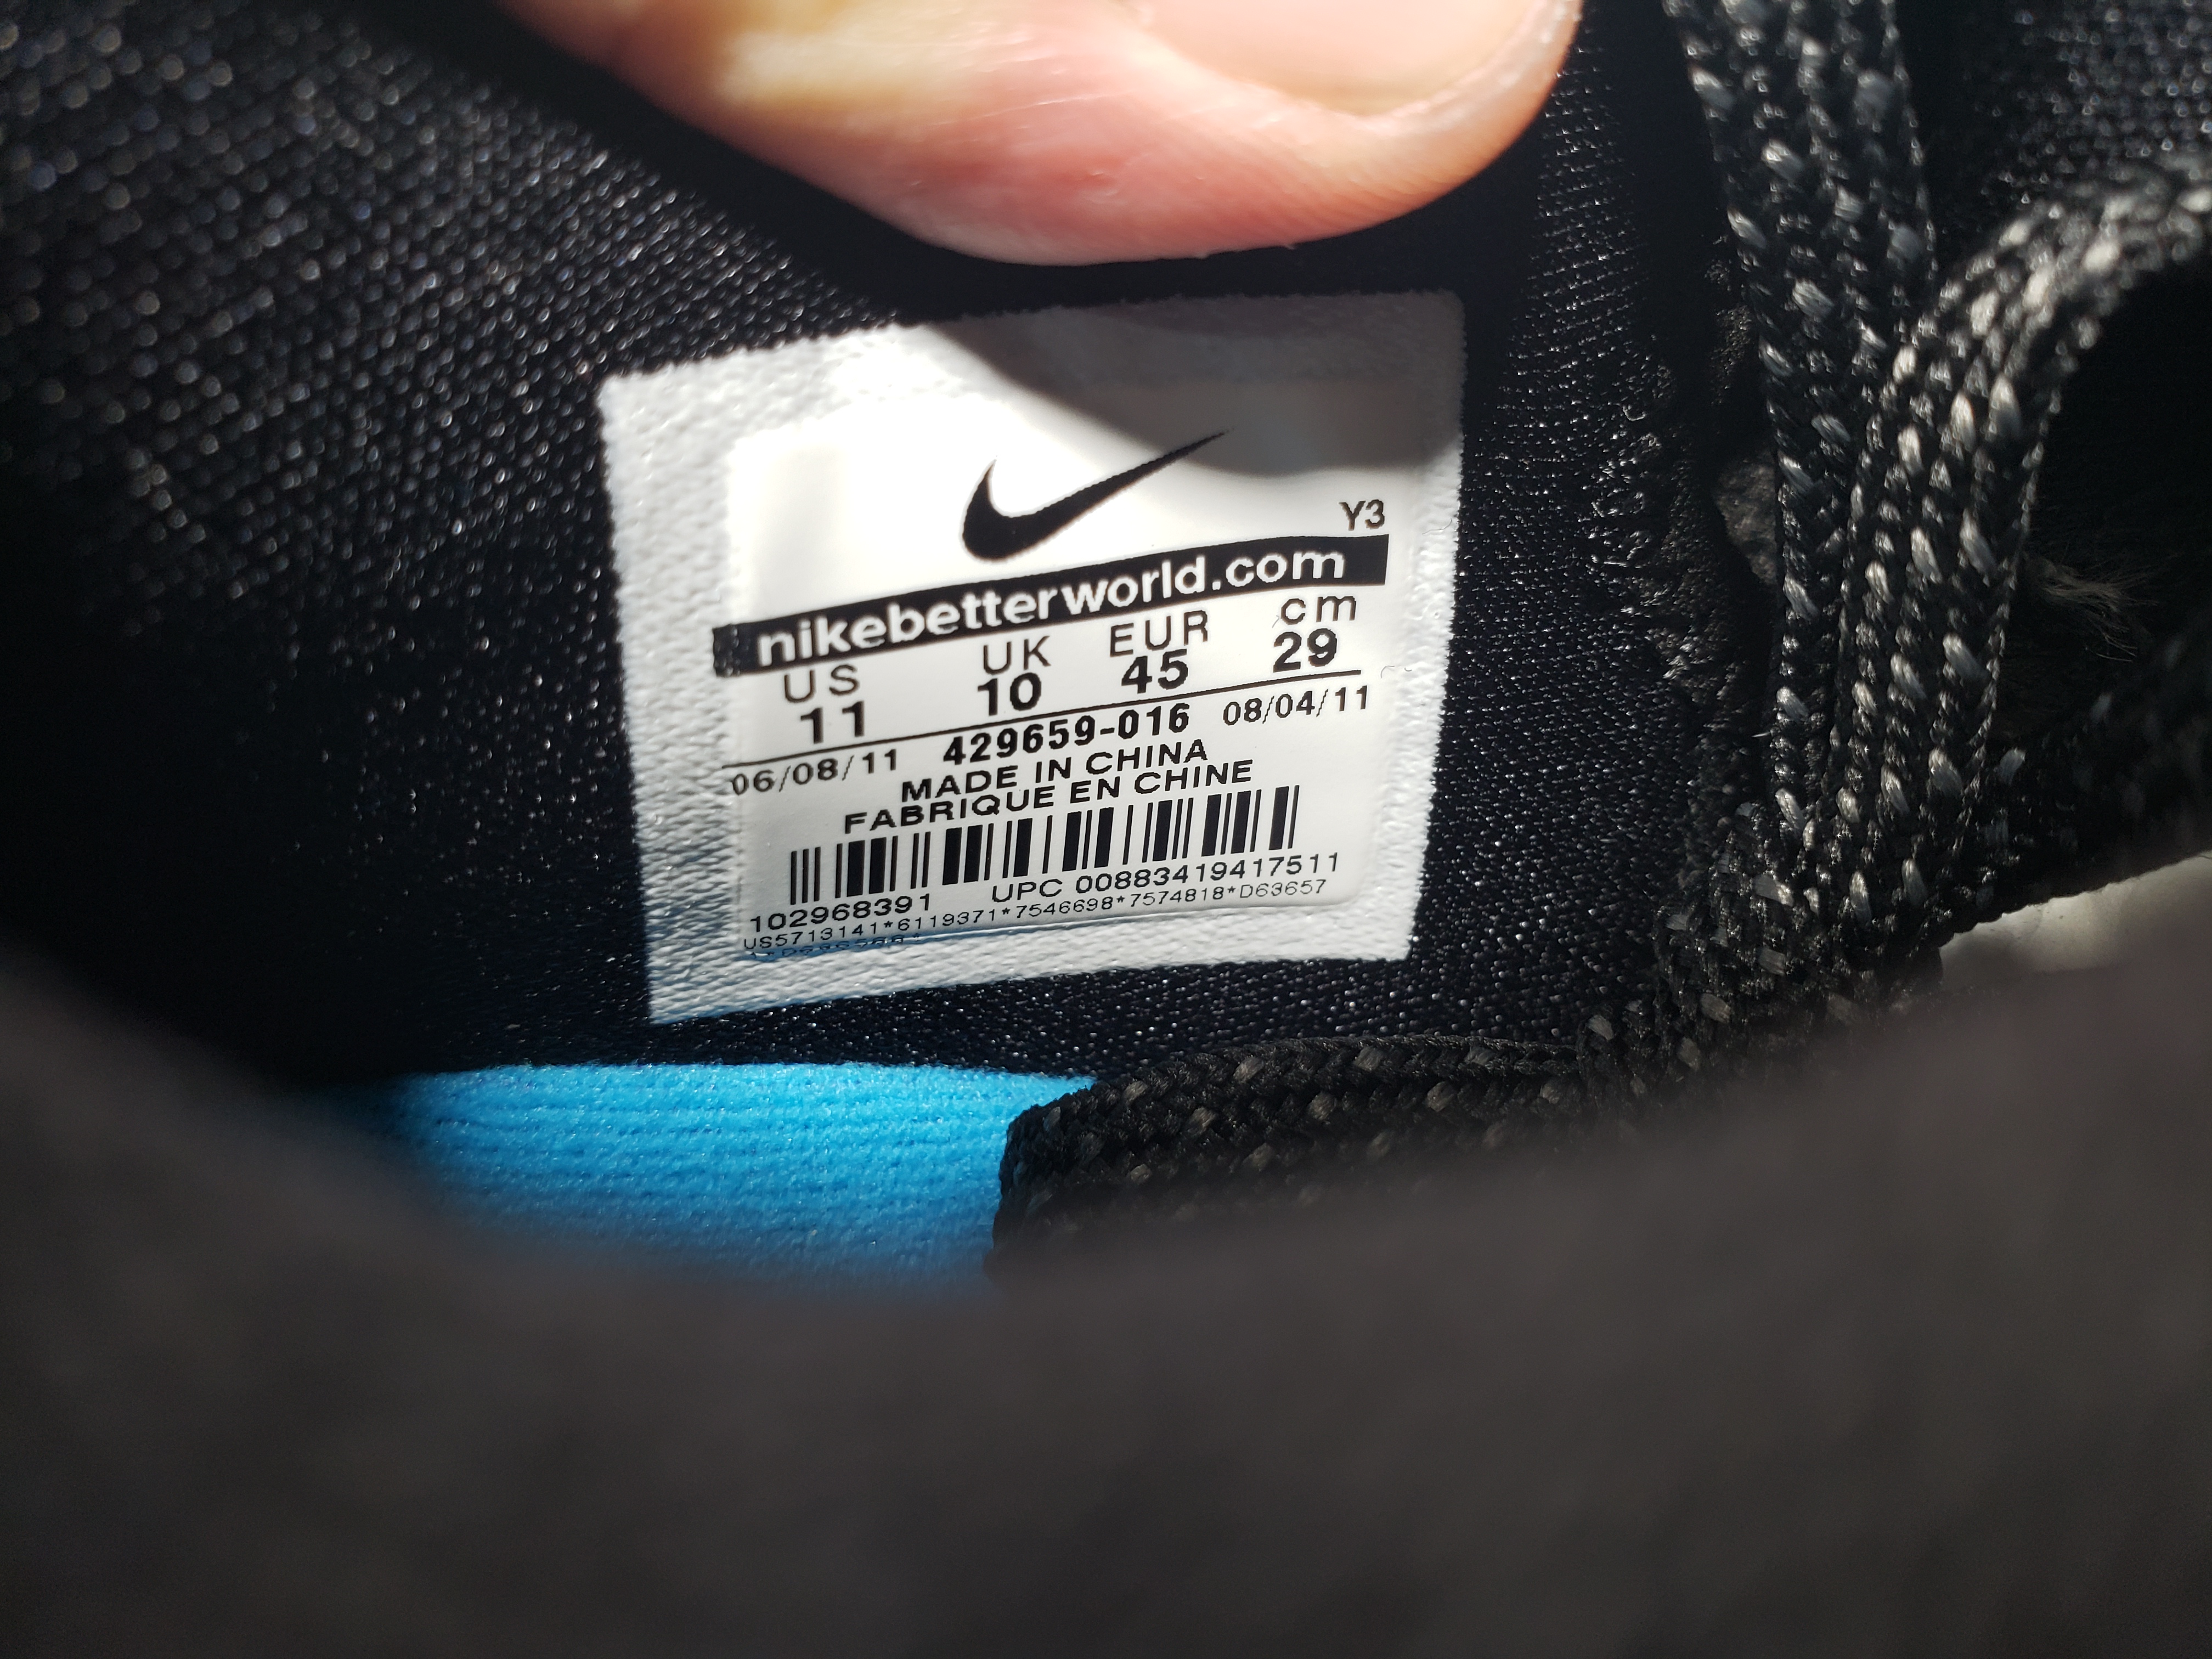 Y3
nikebetterworld.com
US UK EUR cm
11 10 45 29
06/08/11 429659-016 08/04/11
MADE IN CHINA
FABRIQUE EN CHINE
102968391 UPC 00883419417511
US5713141*6119371*7546698*7574818*D63657